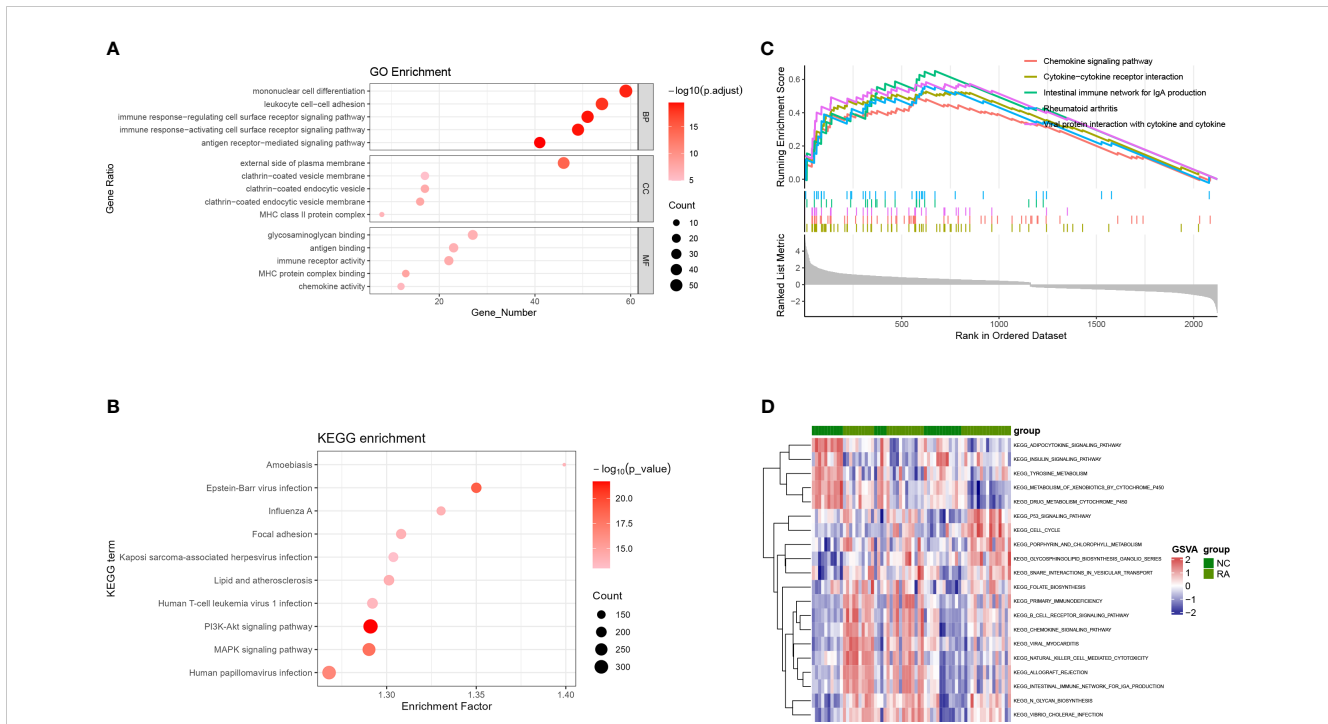 A
GO Enrichment
Gene Ratio
mononuclear cell differentiation
leukocyte cell-cell adhesion
immune response-regulating cell surface receptor signaling pathway
immune response-activating cell surface receptor signaling pathway
antigen receptor-mediated signaling pathway
BP
external side of plasma membrane
clathrin-coated vesicle membrane
clathrin-coated endocytic vesicle
clathrin-coated endocytic vesicle membrane
MHC class II protein complex
CC
glycosaminoglycan binding
antigen binding
immune receptor activity
MHC protein complex binding
chemokine activity
MF
20 40 60
Gene_Number
−log10(p.adjust)
15
10
5
Count
10
20
30
40
50
C
Running Enrichment Score
0.6
0.4
0.2
0.0
Chemokine signaling pathway
Cytokine-cytokine receptor interaction
Intestinal immune network for IgA production
Rheumatoid arthritis
Viral protein interaction with cytokine and cytokine
Ranked List Metric
4
2
0
−2
500 1000 1500 2000
Rank in Ordered Dataset
B
KEGG enrichment
KEGG term
Amoebiasis
Epstein-Barr virus infection
Influenza A
Focal adhesion
Kaposi sarcoma-associated herpesvirus infection
Lipid and atherosclerosis
Human T-cell leukemia virus 1 infection
PI3K-Akt signaling pathway
MAPK signaling pathway
Human papillomavirus infection
1.30 1.35 1.40
Enrichment Factor
− log10(p_value)
20.0
17.5
15.0
Count
150
200
250
300
D
group
KEGG_ADIPOCYTOKINE_SIGNALING_PATHWAY
KEGG_INSULIN_SIGNALING_PATHWAY
KEGG_TYROSINE_METABOLISM
KEGG_METABOLISM_OF_XENOBIOTICS_BY_CYTOCHROME_P450
KEGG_DRUG_METABOLISM_CYTOCHROME_P450
KEGG_P53_SIGNALING_PATHWAY
KEGG_CELL_CYCLE
KEGG_PORPHYRIN_AND_CHLOROPHYLL_METABOLISM
KEGG_GLYCOSPHINGOLIPID_BIOSYNTHESIS_GANGLIO_SERIES
KEGG_SNARE_INTERACTIONS_IN_VESICULAR_TRANSPORT
KEGG_FOLATE_BIOSYNTHESIS
KEGG_PRIMARY_IMMUNODEFICIENCY
KEGG_B_CELL_RECEPTOR_SIGNALING_PATHWAY
KEGG_CHEMOKINE_SIGNALING_PATHWAY
KEGG_VIRAL_MYOCARDITIS
KEGG_NATURAL_KILLER_CELL_MEDIATED_CYTOTOXICITY
KEGG_ALLOGRAFT_REJECTION
KEGG_INTESTINAL_IMMUNE_NETWORK_FOR_IGA_PRODUCTION
KEGG_N_GLYCAN_BIOSYNTHESIS
KEGG_VIBRIO_CHOLERAE_INFECTION
GSVA
2
1
0
−1
−2
group
NC
RA